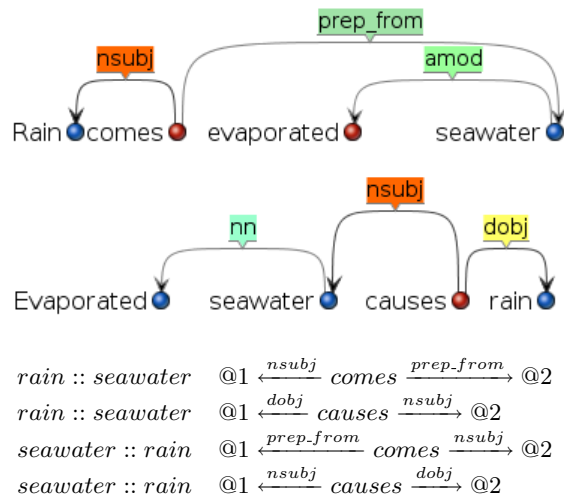 prep_from
nsubj amod
Rain comes evaporated seawater
nsubj
nn dobj
Evaporated seawater causes rain
rain :: seawater @1 ←nsubj− comes −prep_from→ @2
rain :: seawater @1 ←dobj− causes −nsubj→ @2
seawater :: rain @1 ←prep_from− comes −nsubj→ @2
seawater :: rain @1 ←nsubj− causes −dobj→ @2